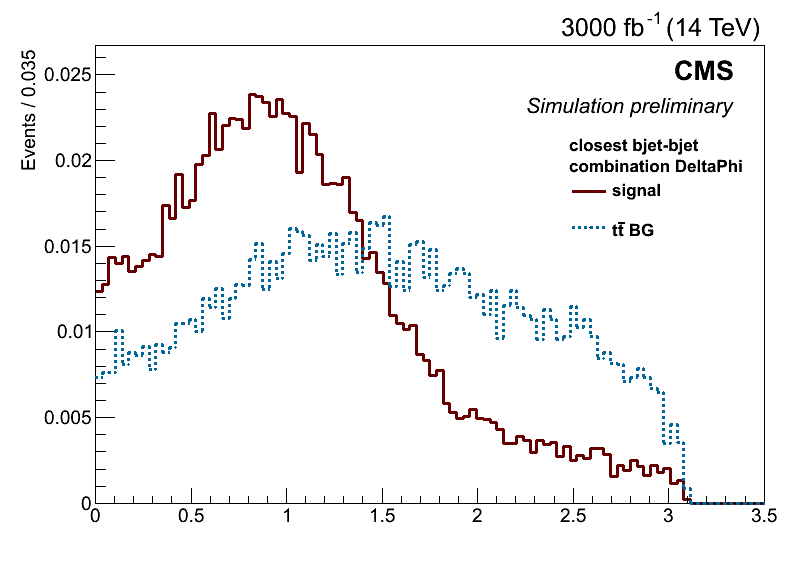 3000 fb⁻¹ (14 TeV)
Events / 0.035
CMS
Simulation preliminary
closest bjet-bjet
combination DeltaPhi
signal
tt̄ BG
0.025
0.02
0.015
0.01
0.005
0
0 0.5 1 1.5 2 2.5 3 3.5